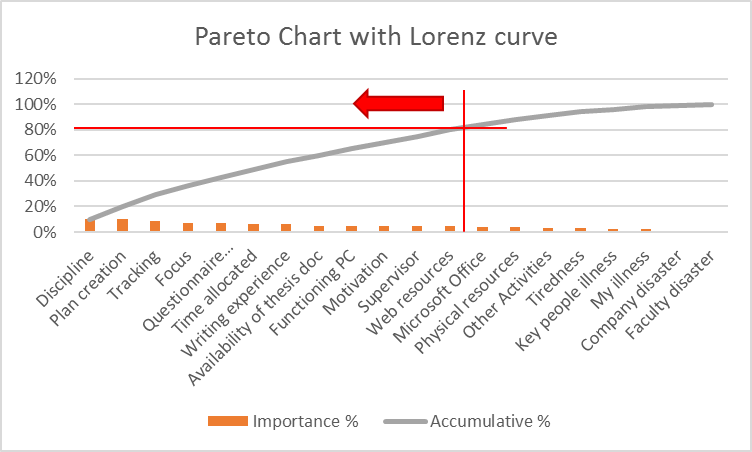 Pareto Chart with Lorenz curve
120%
100%
80%
60%
40%
20%
0%
Discipline
Plan creation
Tracking
Focus
Questionnaire...
Time allocated
Writing experience
Availability of thesis doc
Functioning PC
Motivation
Supervisor
Web resources
Microsoft Office
Physical resources
Other Activities
Tiredness
Key people illness
My illness
Company disaster
Faculty disaster
Importance %
Accumulative %